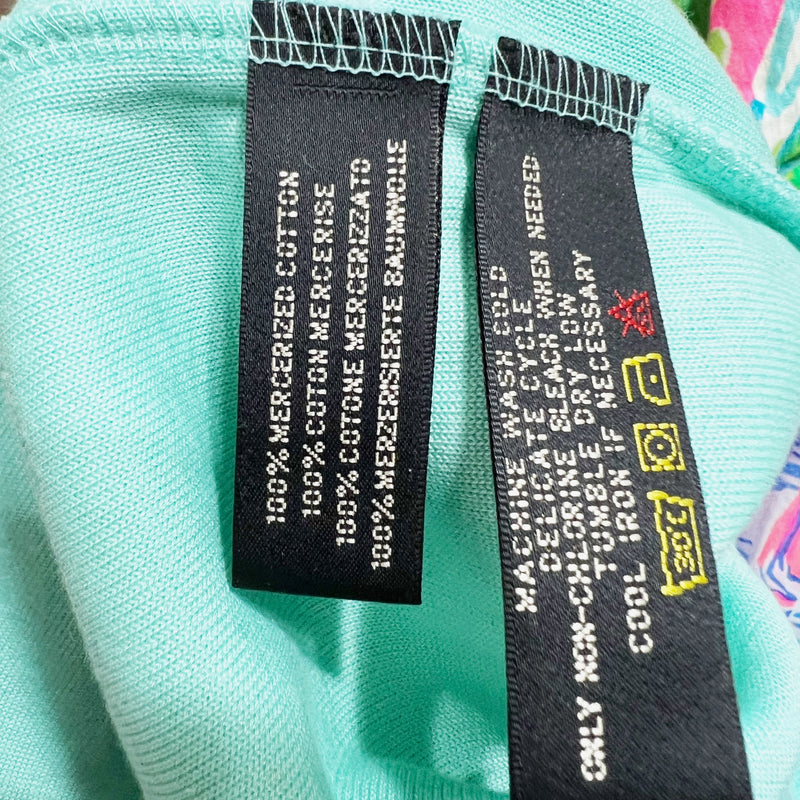 100% MERCERIZED COTTON
100% COTON MERCERISE
100% COTONE MERCERIZZATO
100% MERZERISIERTE BAUMWOLLE
MACHINE WASH COLD
DELICATE CYCLE
ONLY NON-CHLORINE BLEACH WHEN NEEDED
TUMBLE DRY LOW
COOL IRON IF NECESSARY
30°C